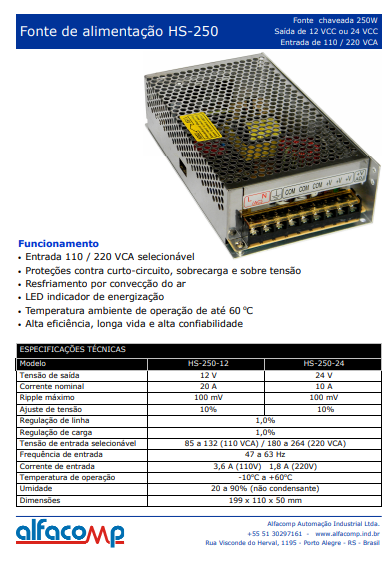 Fonte de alimentação HS-250
Fonte chaveada 250W
Saída de 12 VCC ou 24 VCC
Entrada de 110 / 220 VCA
L N COM COM COM +V +V +V
Funcionamento
• Entrada 110 / 220 VCA selecionável
• Proteções contra curto-circuito, sobrecarga e sobre tensão
• Resfriamento por convecção do ar
• LED indicador de energização
• Temperatura ambiente de operação de até 60 ºC
• Alta eficiência, longa vida e alta confiabilidade
ESPECIFICAÇÕES TÉCNICAS
Modelo HS-250-12 HS-250-24
Tensão de saída 12 V 24 V
Corrente nominal 20 A 10 A
Ripple máximo 100 mV 100 mV
Ajuste de tensão 10% 10%
Regulação de linha 1,0%
Regulação de carga 1,0%
Tensão de entrada selecionável 85 a 132 (110 VCA) / 180 a 264 (220 VCA)
Frequência de entrada 47 a 63 Hz
Corrente de entrada 3,6 A (110V) 1,8 A (220V)
Temperatura de operação -10ºC a +60ºC
Umidade 20 a 90% (não condensante)
Dimensões 199 x 110 x 50 mm
alfacomp
Alfacomp Automação Industrial Ltda.
+55 51 30297161 - www.alfacomp.ind.br
Rua Visconde do Herval, 1195 - Porto Alegre - RS - Brasil